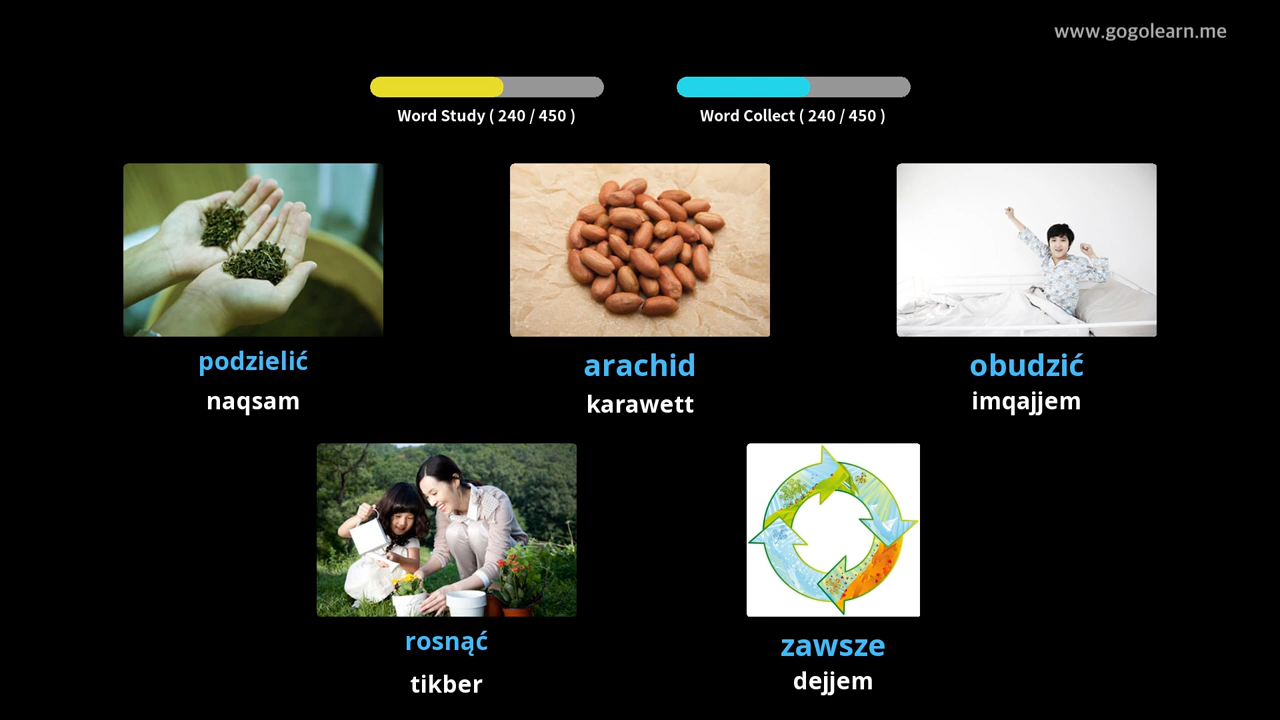 www.gogolearn.me
Word Study ( 240 / 450 )
Word Collect ( 240 / 450 )
podzielić
naqsam
arachid
karawett
obudzić
imqajjem
rosnąć
tikber
zawsze
dejjem